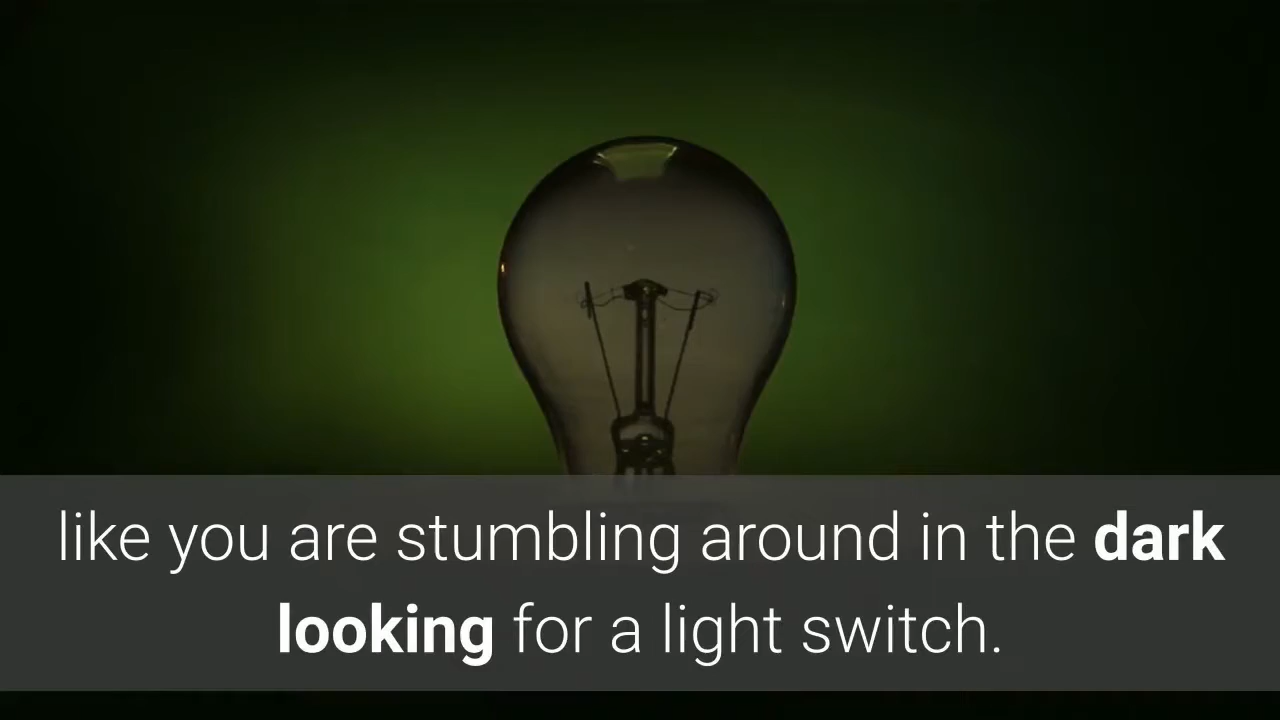 like you are stumbling around in the dark
looking for a light switch.